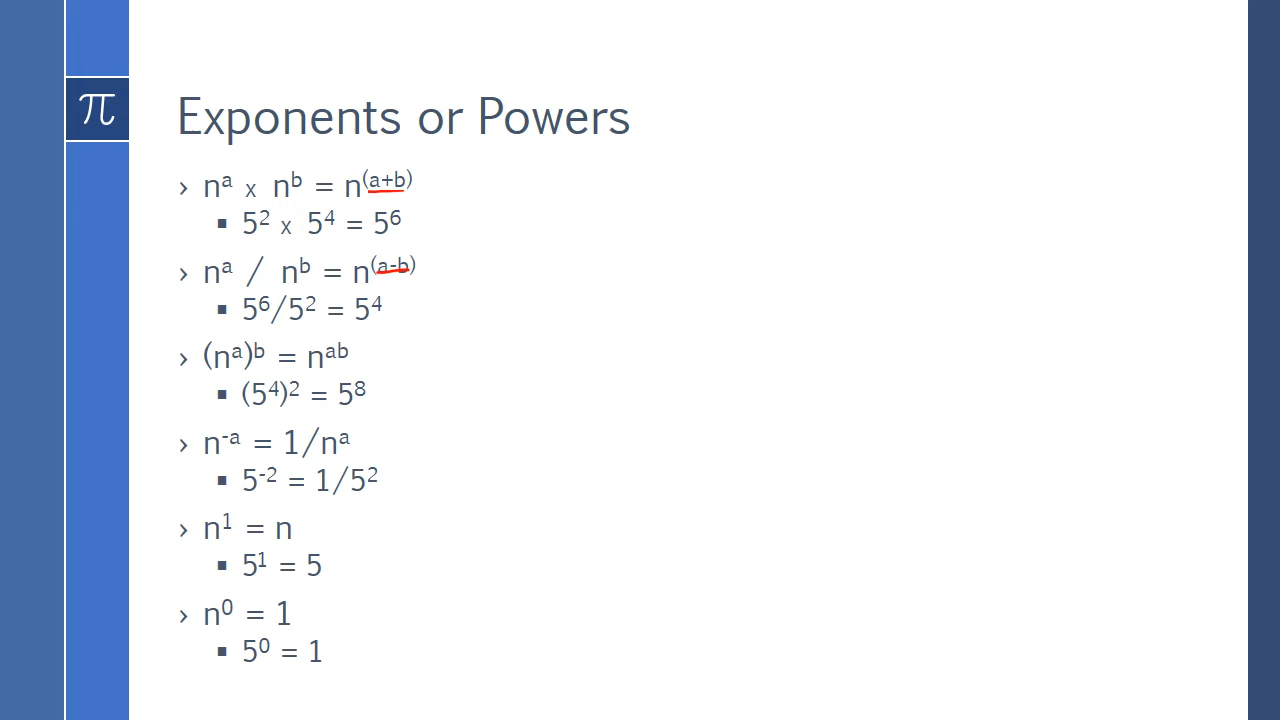 π
Exponents or Powers
› nᵃ x nᵇ = n⁽ᵃ⁺ᵇ⁾
▪ 5² x 5⁴ = 5⁶
› nᵃ / nᵇ = n⁽ᵃ⁻ᵇ⁾
▪ 5⁶/5² = 5⁴
› (nᵃ)ᵇ = nᵃᵇ
▪ (5⁴)² = 5⁸
› n⁻ᵃ = 1/nᵃ
▪ 5⁻² = 1/5²
› n¹ = n
▪ 5¹ = 5
› n⁰ = 1
▪ 5⁰ = 1